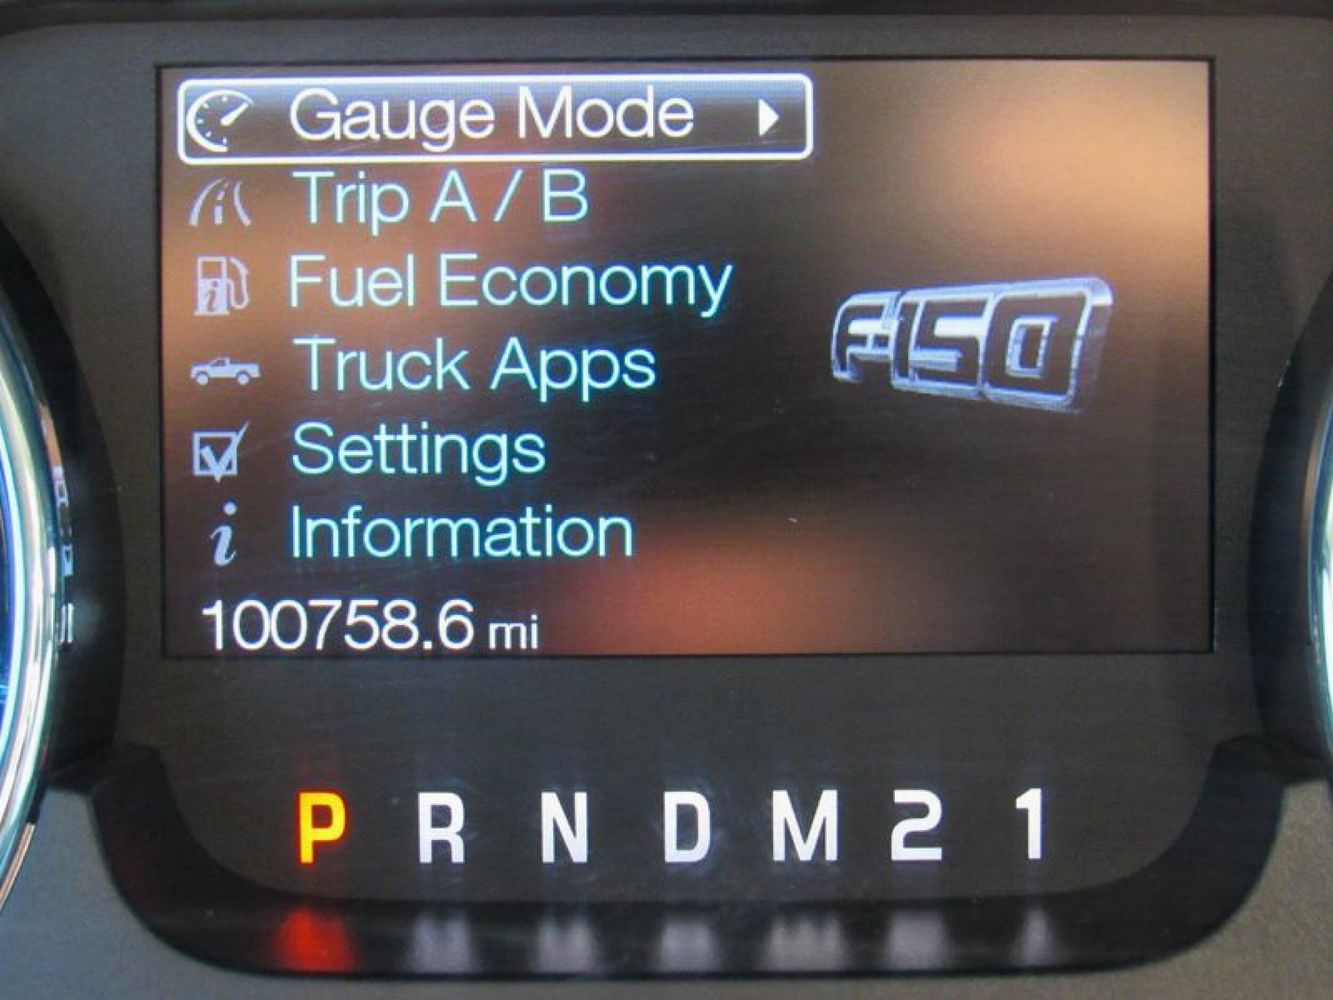 Gauge Mode
Trip A / B
Fuel Economy
Truck Apps
Settings
Information
F-150
100758.6 mi
P R N D M 2 1